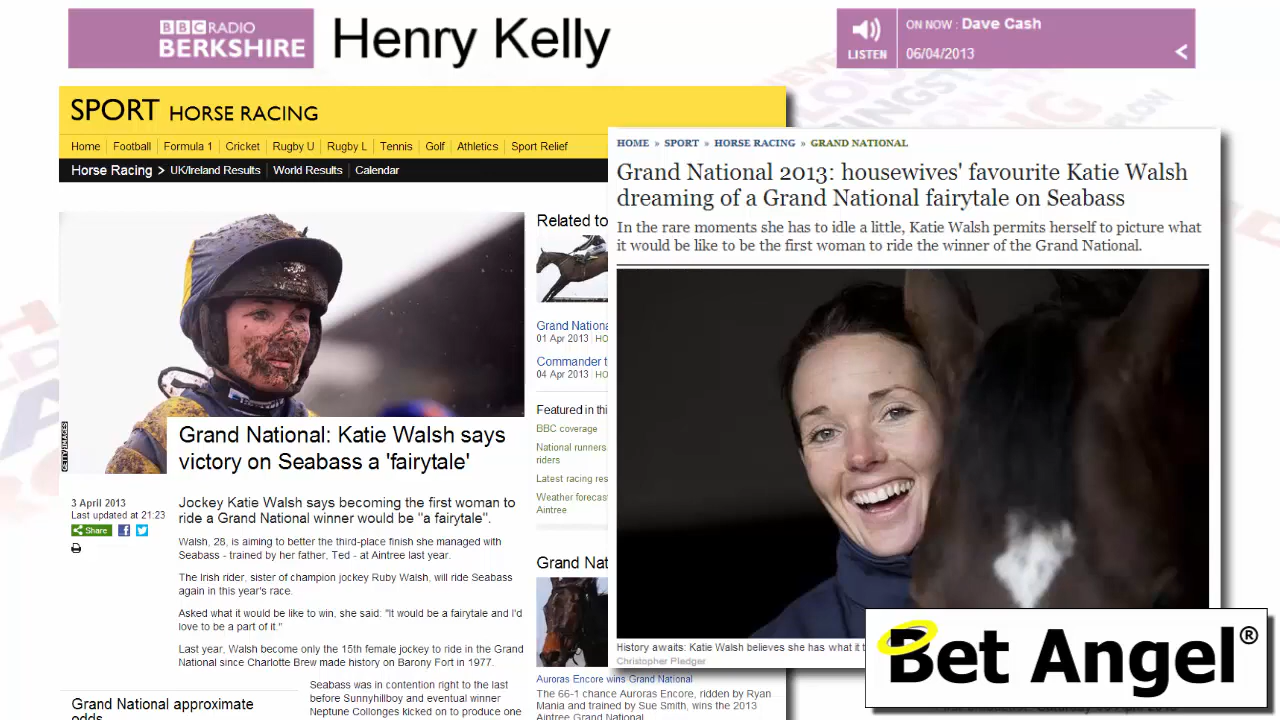 BBC RADIO
BERKSHIRE
Henry Kelly
LISTEN
ON NOW : Dave Cash
06/04/2013
SPORT HORSE RACING
Home Football Formula 1 Cricket Rugby U Rugby L Tennis Golf Athletics Sport Relief
Horse Racing > UK/Ireland Results World Results Calendar
GETTY IMAGES
Grand National: Katie Walsh says
victory on Seabass a 'fairytale'
3 April 2013
Last updated at 21:23
Share
Jockey Katie Walsh says becoming the first woman to
ride a Grand National winner would be "a fairytale".
Walsh, 28, is aiming to better the third-place finish she managed with
Seabass - trained by her father, Ted - at Aintree last year.
The Irish rider, sister of champion jockey Ruby Walsh, will ride Seabass
again in this year's race.
Asked what it would be like to win, she said: "It would be a fairytale and I'd
love to be a part of it."
Last year, Walsh become only the 15th female jockey to ride in the Grand
National since Charlotte Brew made history on Barony Fort in 1977.
Seabass was in contention right to the last
before Sunnyhillboy and eventual winner
Neptune Collonges kicked on to produce one
Grand National approximate
odds
Related to
Grand Nationa
01 Apr 2013 HO
Commander t
04 Apr 2013 HO
Featured in thi
BBC coverage
National runners
riders
Latest racing res
Weather forecas
Aintree
Grand Nat
Auroras Encore wins Grand National
The 66-1 chance Auroras Encore, ridden by Ryan
Mania and trained by Sue Smith, wins the 2013
Aintree Grand National.
HOME » SPORT » HORSE RACING » GRAND NATIONAL
Grand National 2013: housewives' favourite Katie Walsh
dreaming of a Grand National fairytale on Seabass
In the rare moments she has to idle a little, Katie Walsh permits herself to picture what
it would be like to be the first woman to ride the winner of the Grand National.
History awaits: Katie Walsh believes she has what it t
Christopher Pledger
Bet Angel®